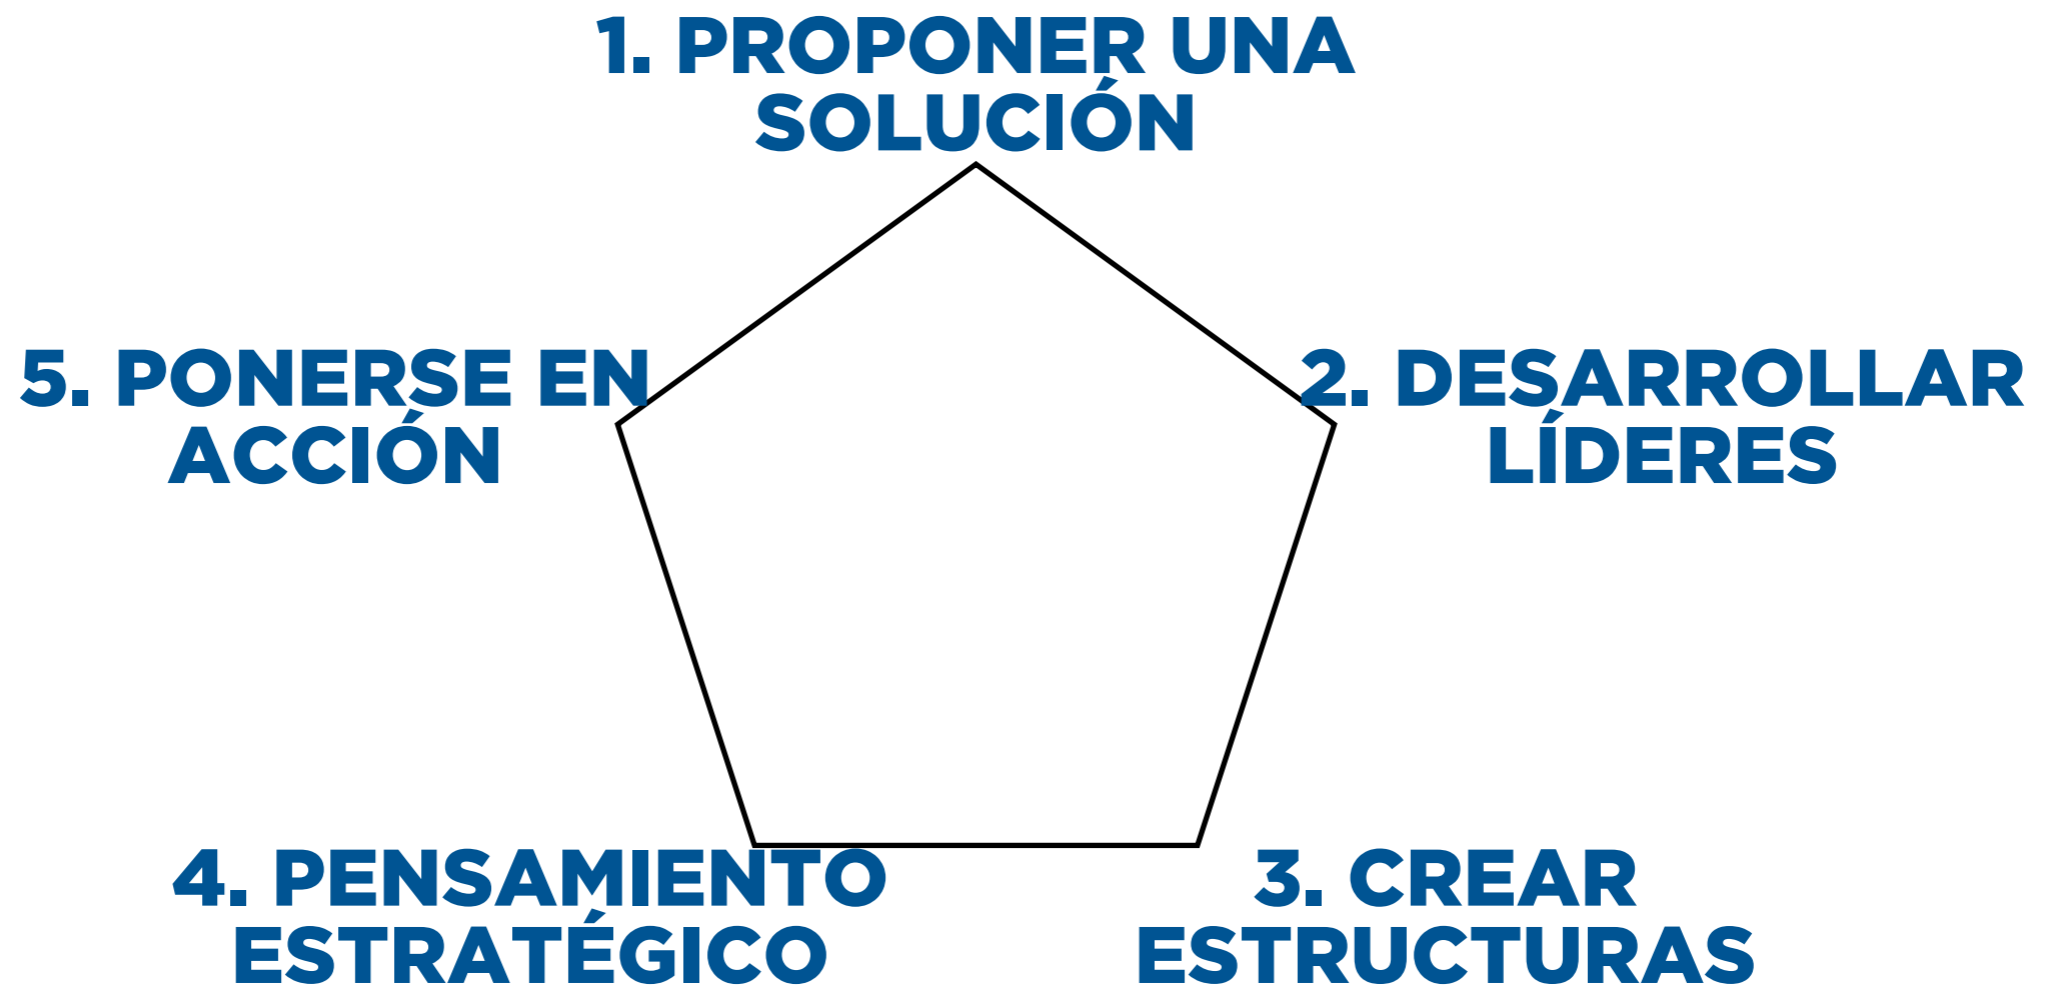 1. PROPONER UNA
SOLUCIÓN
2. DESARROLLAR
LÍDERES
3. CREAR
ESTRUCTURAS
4. PENSAMIENTO
ESTRATÉGICO
5. PONERSE EN
ACCIÓN